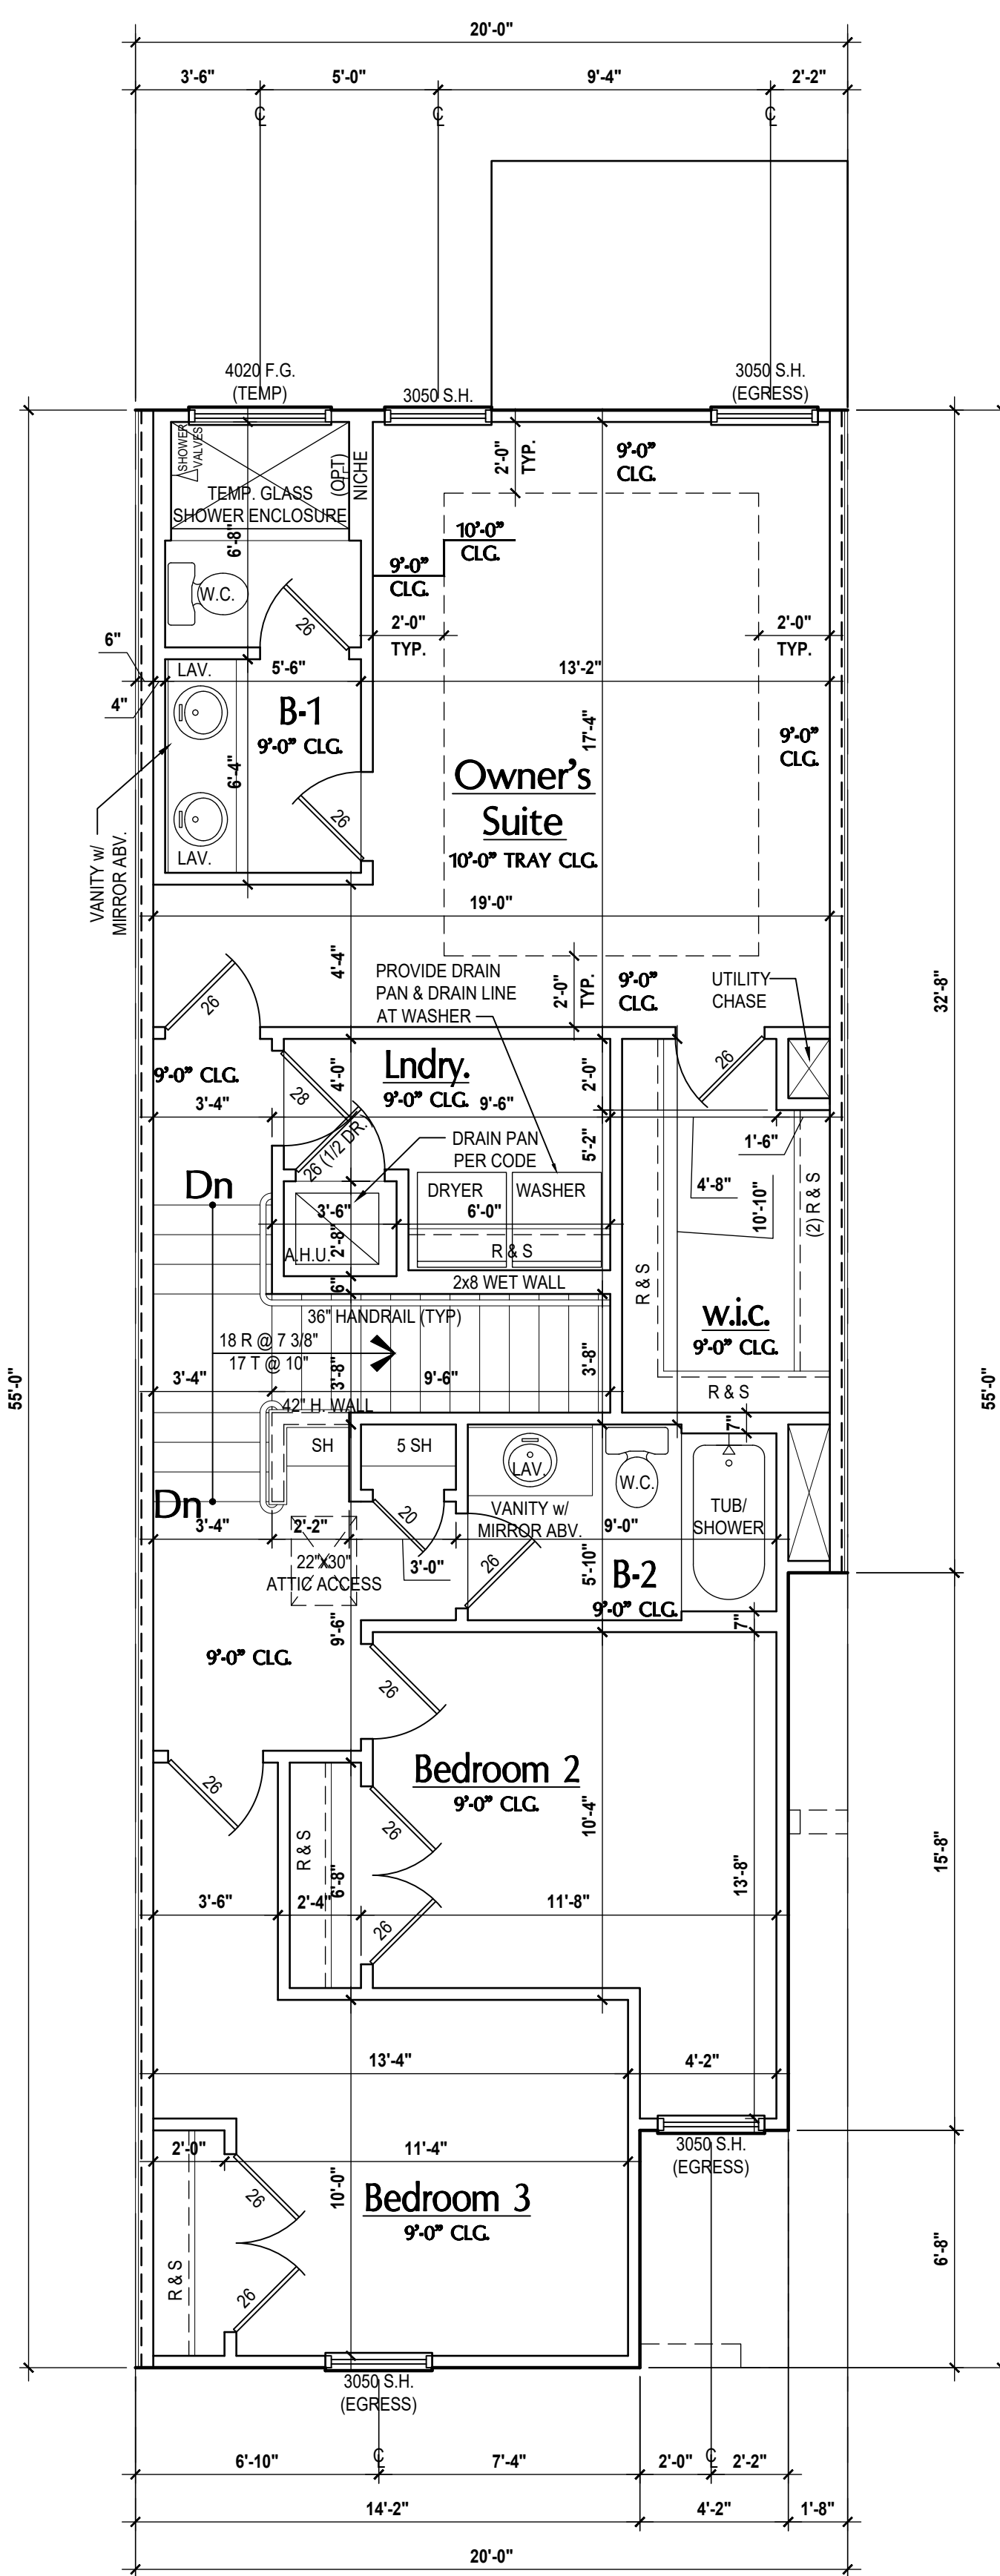 20'-0"
3'-6" 5'-0" 9'-4" 2'-2"
℄ ℄ ℄
4020 F.G.
(TEMP)
3050 S.H.
3050 S.H.
(EGRESS)
SHOWER
VALVES
(OPT)
NICHE
TEMP. GLASS
SHOWER ENCLOSURE
6'-8"
2'-0"
TYP.
9'-0"
CLG.
10'-0"
CLG.
9'-0"
CLG.
W.C.
26
2'-0"
TYP.
2'-0"
TYP.
6"
4"
LAV.
5'-6"
13'-2"
B-1
9'-0" CLG.
17'-4"
9'-0"
CLG.
6'-4"
Owner's
Suite
10'-0" TRAY CLG.
26
LAV.
VANITY w/
MIRROR ABV.
19'-0"
4'-4"
PROVIDE DRAIN
PAN & DRAIN LINE
AT WASHER
2'-0"
TYP.
9'-0"
CLG.
UTILITY
CHASE
32'-8"
26
26
9'-0" CLG.
3'-4"
28
4'-0"
Lndry.
9'-0" CLG.
9'-6"
2'-0"
26 (1/2 DR.)
DRAIN PAN
PER CODE
5'-2"
1'-6"
4'-8"
10'-10"
(2) R & S
Dn
DRYER WASHER
3'-6"
6'-0"
2'-8"
A.H.U.
R & S
R & S
6"
2x8 WET WALL
36" HANDRAIL (TYP)
w.i.c.
9'-0" CLG.
18 R @ 7 3/8"
17 T @ 10"
3'-4"
3'-8"
9'-6"
3'-8"
R & S
55'-0"
55'-0"
42" H. WALL
SH
5 SH
LAV.
W.C.
7"
TUB/
SHOWER
VANITY w/
MIRROR ABV.
Dn
3'-4"
2'-2"
20
3'-0"
26
9'-0"
22"X30"
ATTIC ACCESS
5'-10"
B-2
9'-0" CLG.
9'-6"
7"
9'-0" CLG.
26
26
Bedroom 2
9'-0" CLG.
26
R & S
6'-8"
10'-4"
13'-8"
15'-8"
3'-6"
2'-4"
11'-8"
26
13'-4"
4'-2"
2'-0"
11'-4"
3050 S.H.
(EGRESS)
26
10'-0"
Bedroom 3
9'-0" CLG.
R & S
26
6'-8"
3050 S.H.
(EGRESS)
6'-10" ℄ 7'-4" 2'-0" ℄ 2'-2"
14'-2" 4'-2" 1'-8"
20'-0"